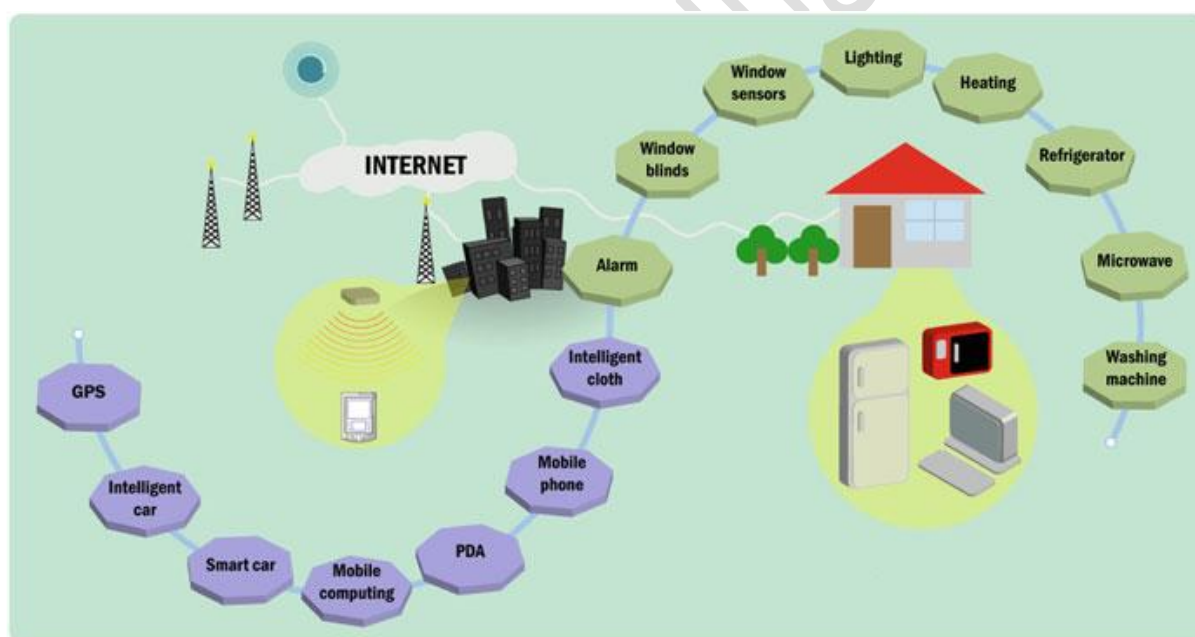 INTERNET
Lighting
Window
sensors
Heating
Window
blinds
Refrigerator
Alarm
Microwave
Intelligent
cloth
Washing
machine
GPS
Mobile
phone
Intelligent
car
PDA
Smart car
Mobile
computing